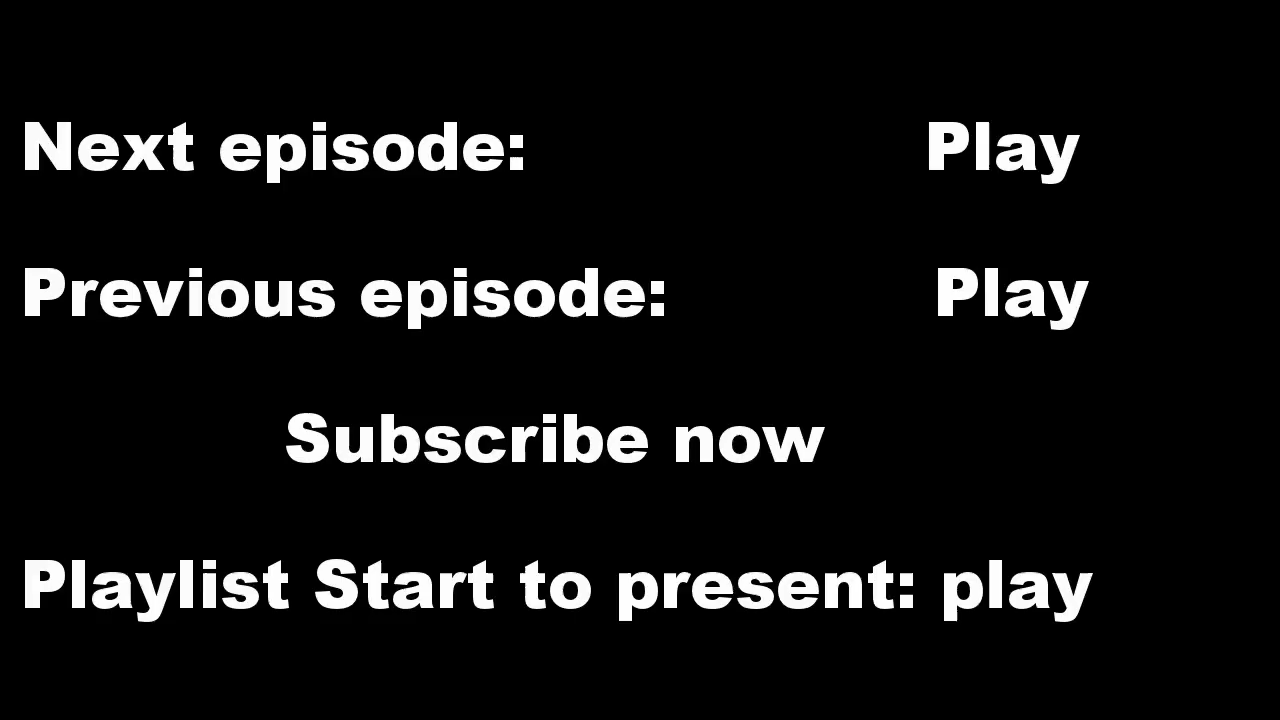 Next episode: Play
Previous episode: Play
Subscribe now
Playlist Start to present: play